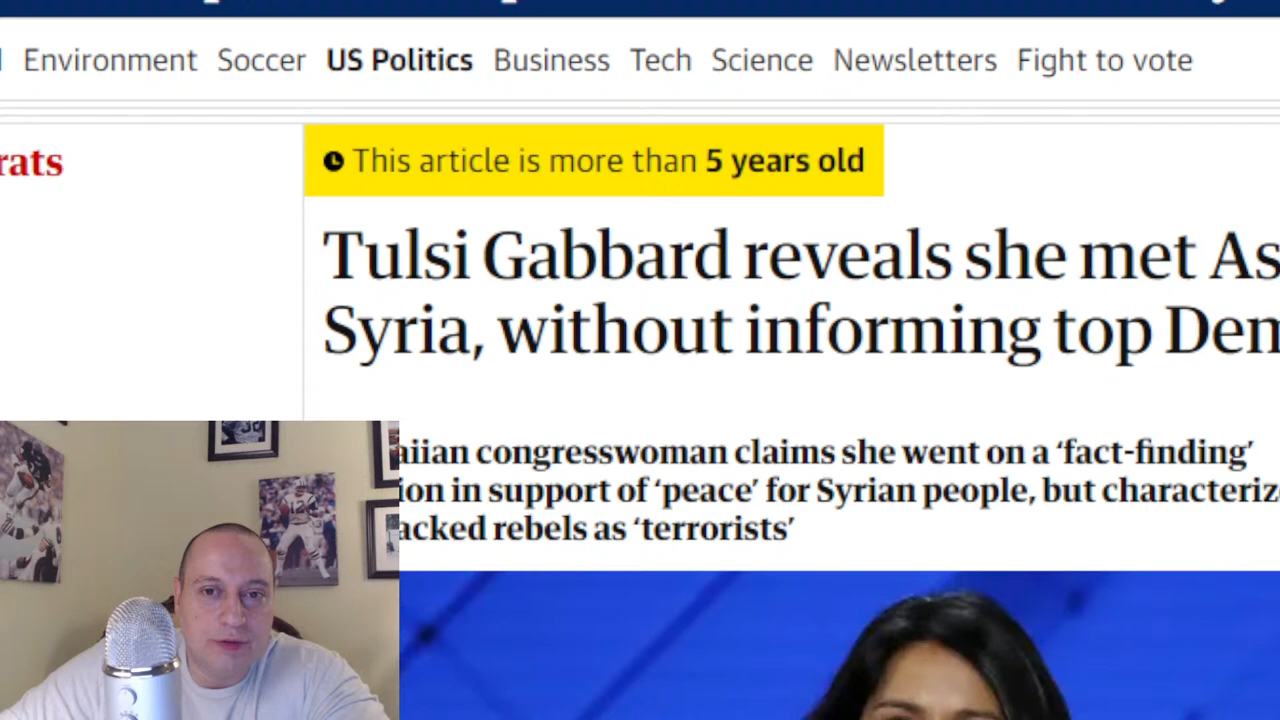 Environment Soccer US Politics Business Tech Science Newsletters Fight to vote
rats
This article is more than 5 years old
Tulsi Gabbard reveals she met As
Syria, without informing top Dem
aiian congresswoman claims she went on a ‘fact-finding’
ion in support of ‘peace’ for Syrian people, but characteriz
acked rebels as ‘terrorists’
12